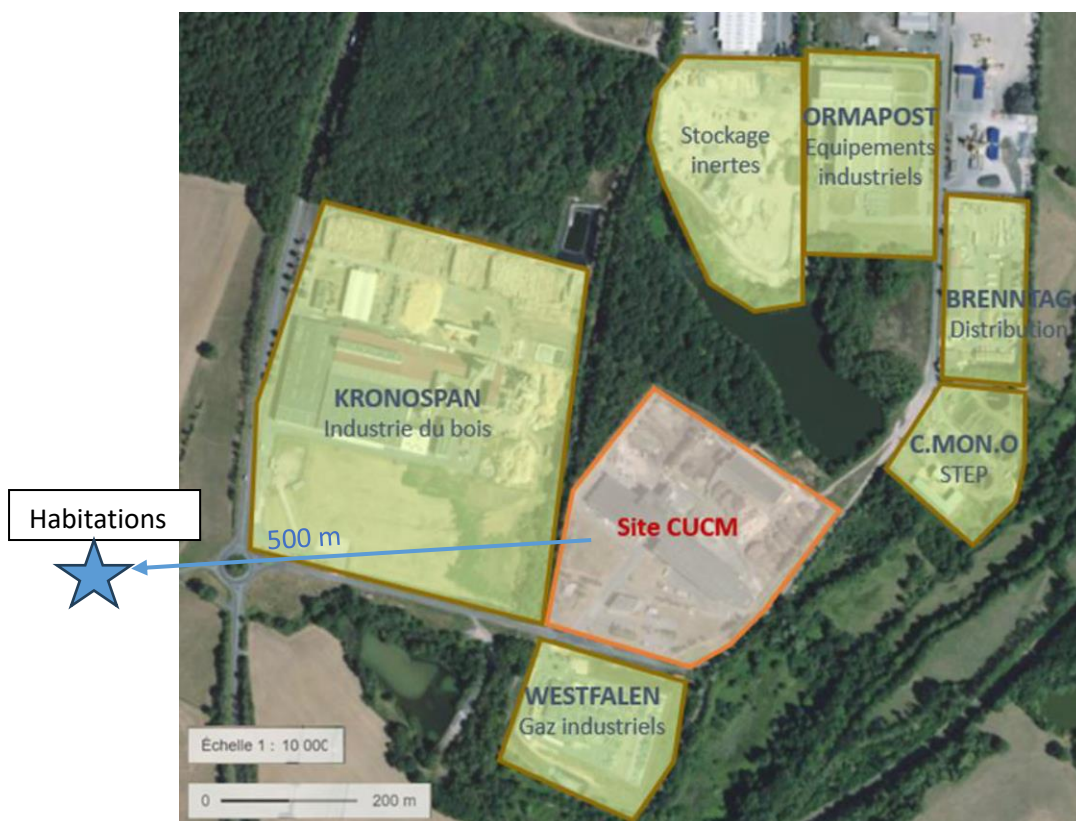 Stockage
inertes
ORMAPOST
Equipements
industriels
BRENNTAG
Distribution
KRONOSPAN
Industrie du bois
C.MON.O
STEP
Habitations
500 m
Site CUCM
WESTFALEN
Gaz industriels
Échelle 1 : 10 000
0 200 m